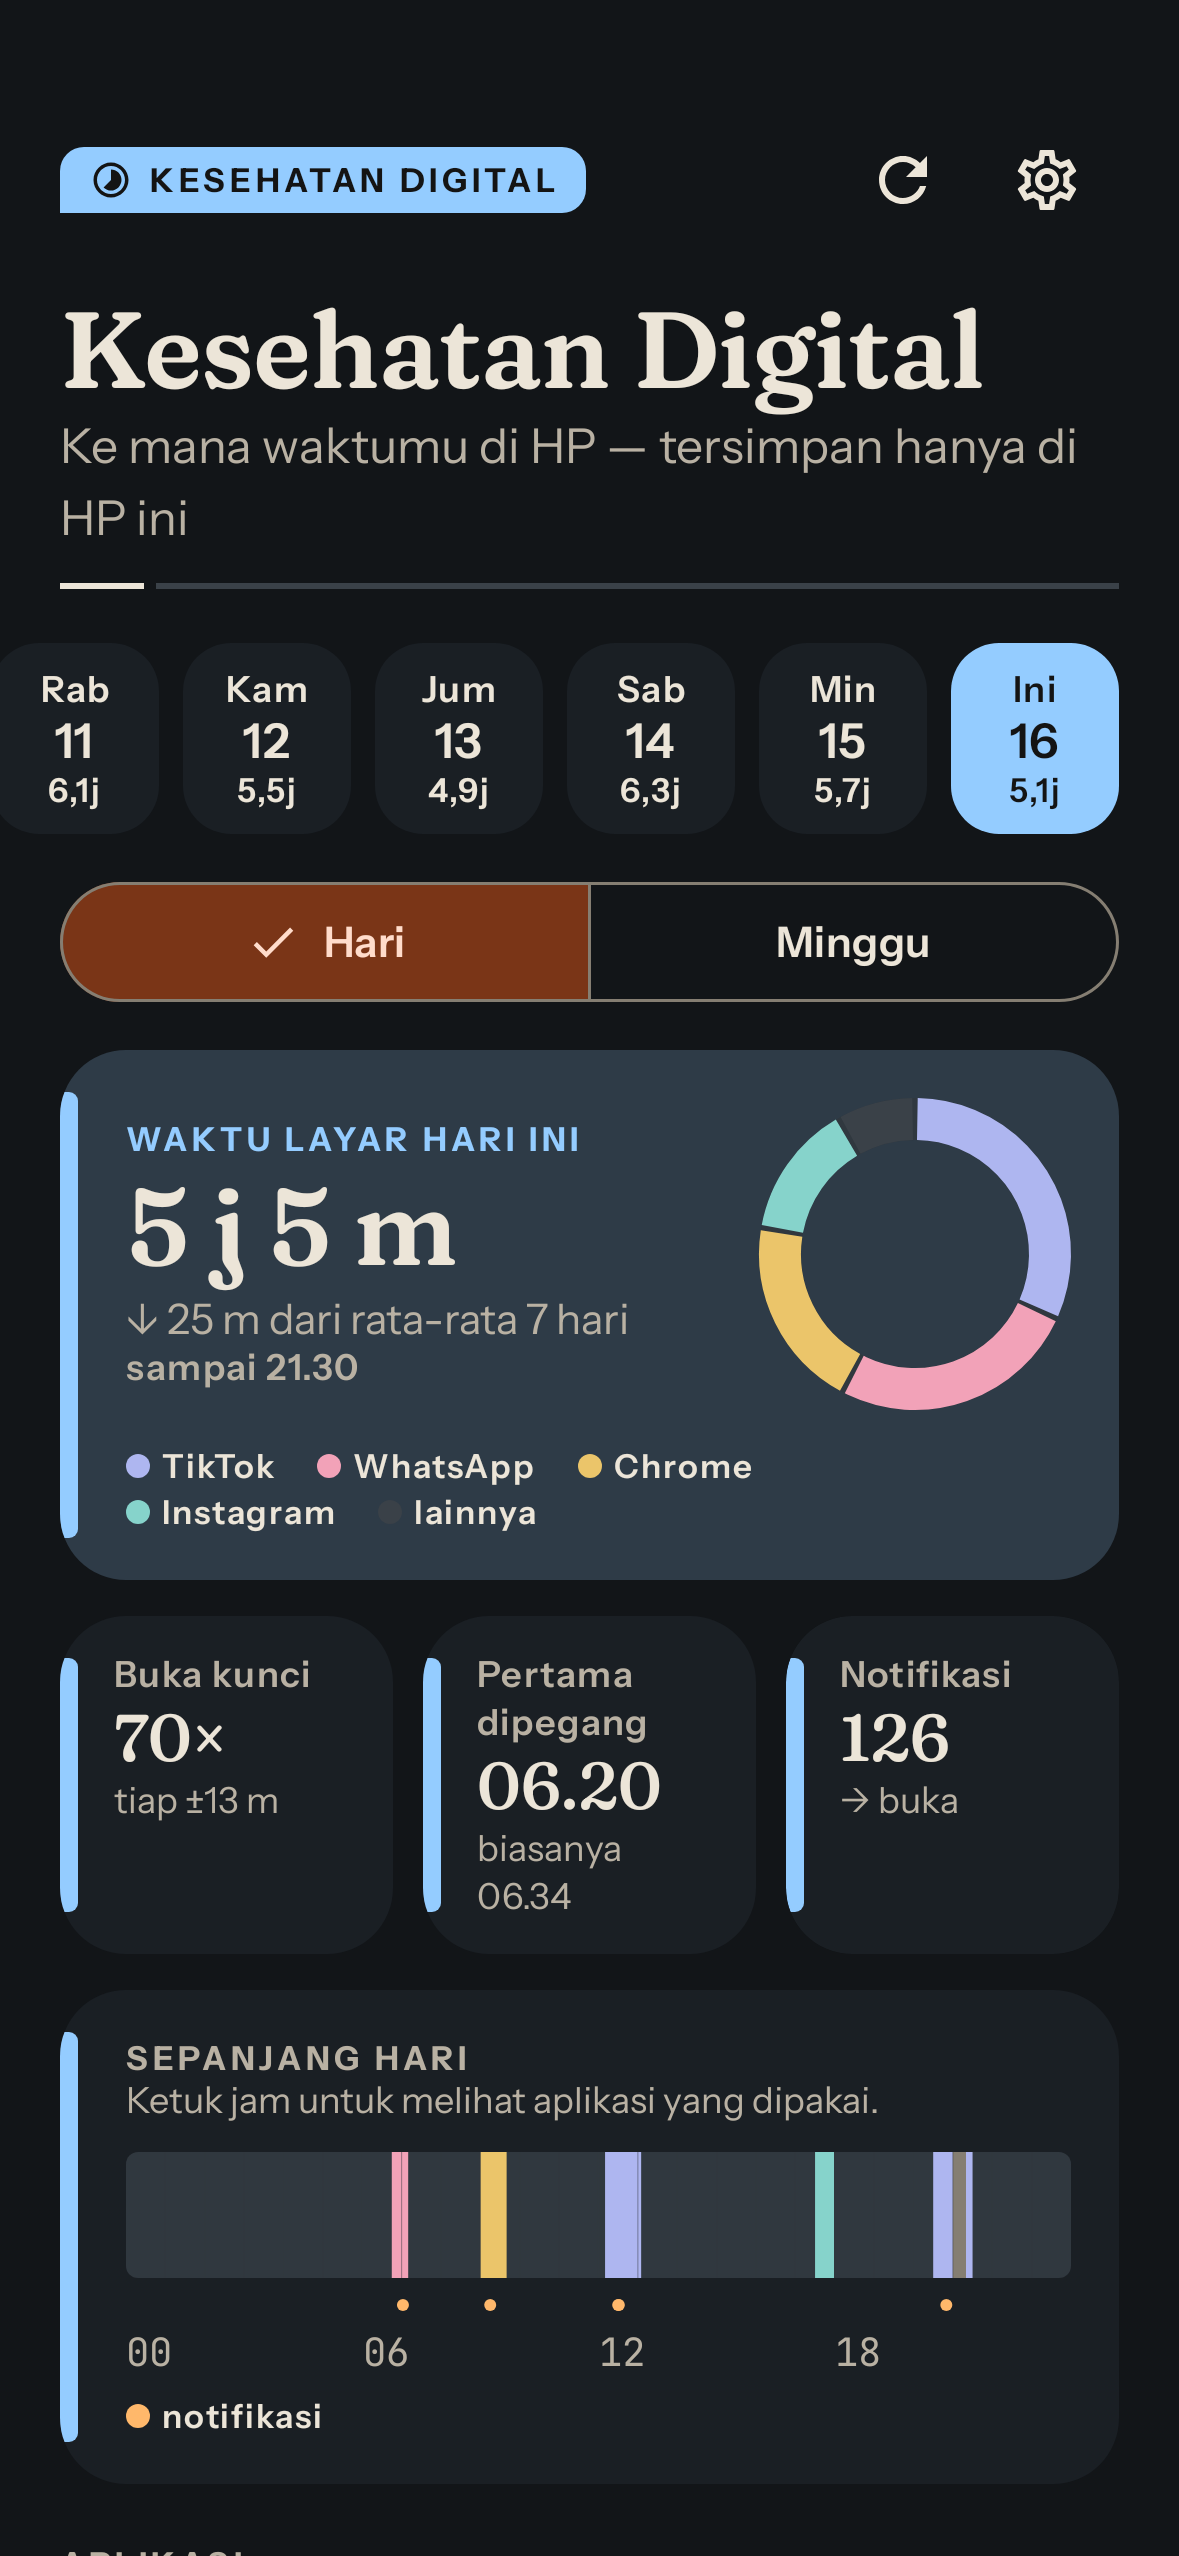 KESEHATAN DIGITAL
Kesehatan Digital
Ke mana waktumu di HP — tersimpan hanya di
HP ini
Rab
11
6,1j
Kam
12
5,5j
Jum
13
4,9j
Sab
14
6,3j
Min
15
5,7j
Ini
16
5,1j
Hari
Minggu
WAKTU LAYAR HARI INI
5 j 5 m
↓ 25 m dari rata-rata 7 hari
sampai 21.30
TikTok
WhatsApp
Chrome
Instagram
lainnya
Buka kunci
70×
tiap ±13 m
Pertama
dipegang
06.20
biasanya
06.34
Notifikasi
126
→ buka
SEPANJANG HARI
Ketuk jam untuk melihat aplikasi yang dipakai.
00 06 12 18
notifikasi
APLIKASI